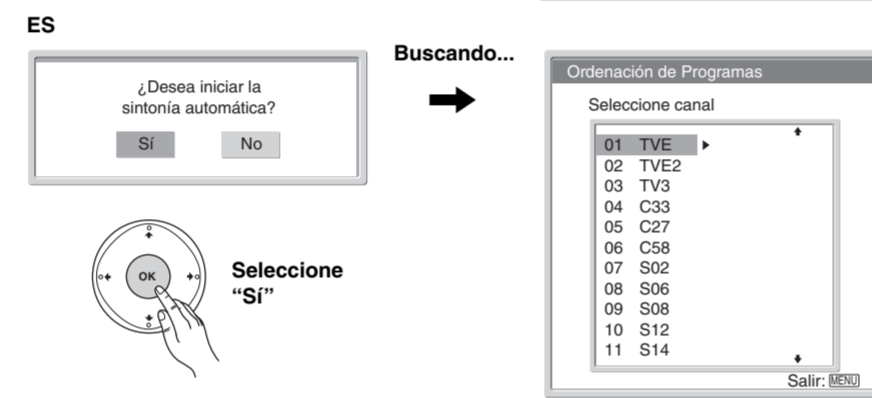 ES
¿Desea iniciar la
sintonía automática?
Sí No
OK
Seleccione
“Sí”
Buscando...
Ordenación de Programas
Seleccione canal
01 TVE
02 TVE2
03 TV3
04 C33
05 C27
06 C58
07 S02
08 S06
09 S08
10 S12
11 S14
Salir: MENU